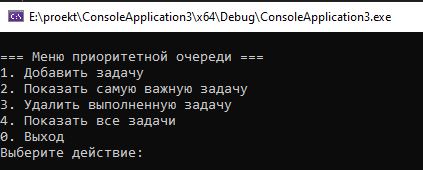 E:\proekt\ConsoleApplication3\x64\Debug\ConsoleApplication3.exe
=== Меню приоритетной очереди ===
1. Добавить задачу
2. Показать самую важную задачу
3. Удалить выполненную задачу
4. Показать все задачи
0. Выход
Выберите действие: